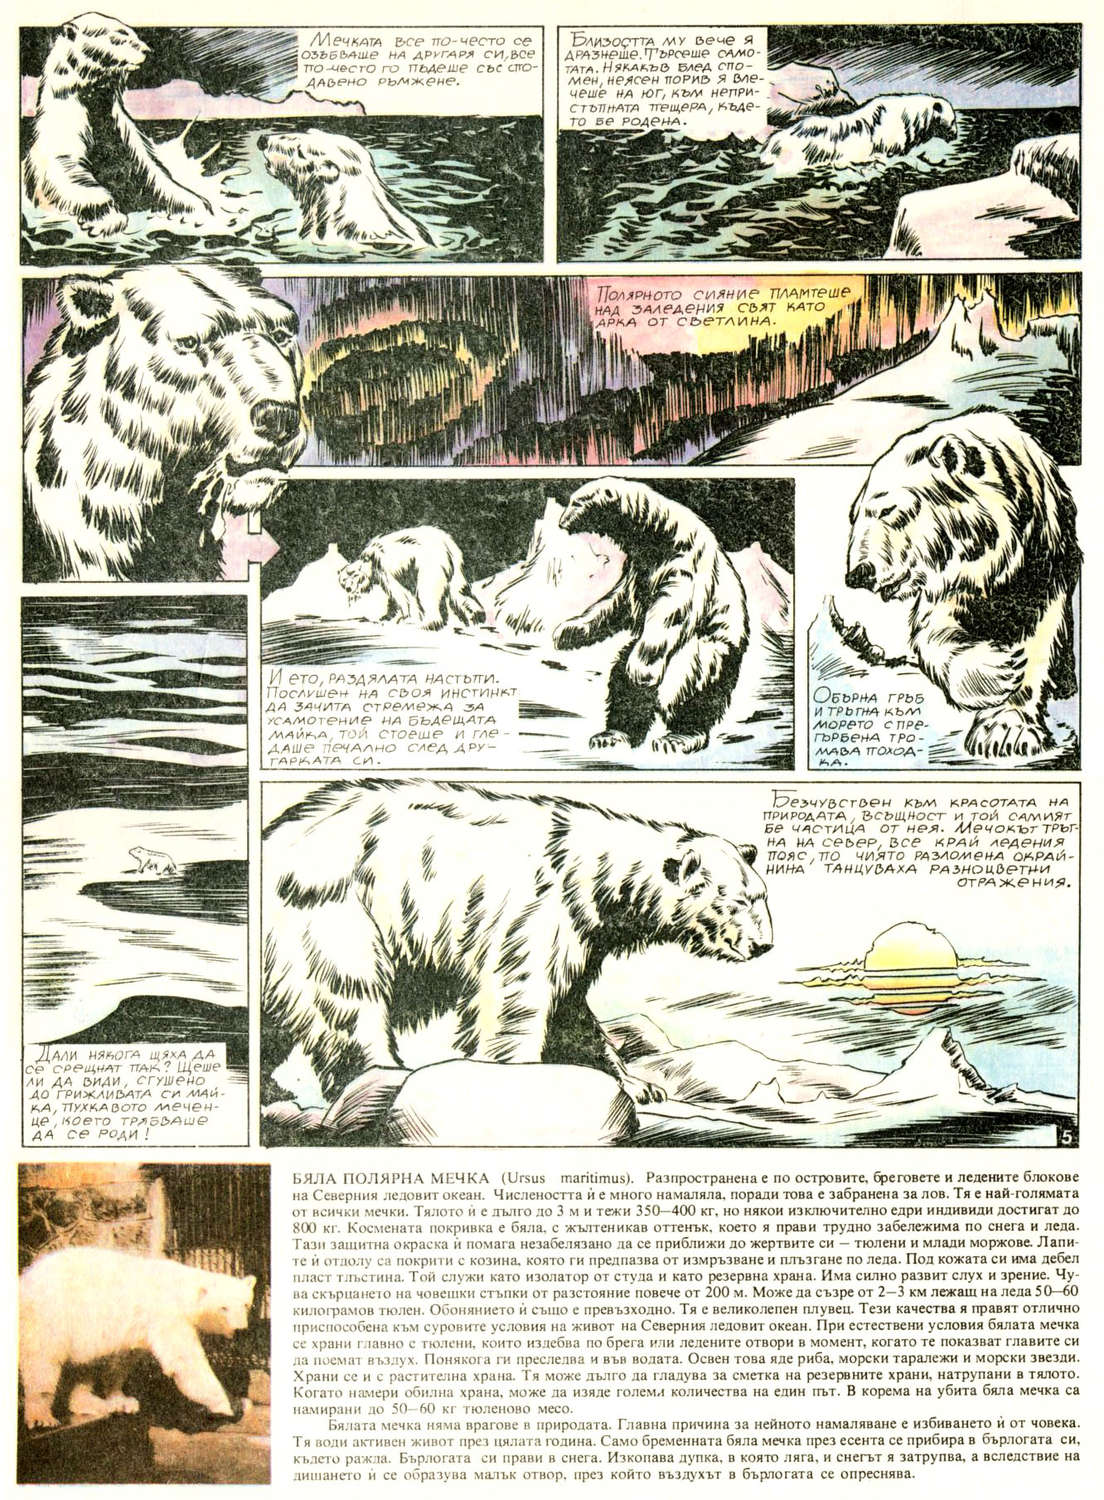 Мечката все по-често се
озъбваше на другаря си, все
по-често го пъдеше със спо-
давено ръмжене.
Близостта му вече я
дразнеше. Търсеше само-
тата. Някакъв блед спо-
мен, неясен порив я вле-
чеше на юг, към непри-
стъпната пещера, къде-
то бе родена.
Полярното сияние пламтеше
над заледения свят като
арка от светлина.
И ето, раздялата настъпи.
Послушен на своя инстинкт
да зачита стремежа за
усамотение на бъдещата
майка, той стоеше и гле-
даше печално след дру-
гарката си.
Обърна гръб
и тръгна към
морето с пре-
гърбена тро-
мава поход-
ка.
Дали някога щяха да
се срещнат пак? Щеше
ли да види, сгушено
до грижливата си май-
ка, пухкавото мечен-
це, което трябваше
да се роди!
Безчувствен към красотата на
природата, всъщност и той самият
бе частица от нея. Мечокът тръг-
на на север, все край ледения
пояс, по чиято разломена окрай-
нина танцуваха разноцветни
отражения.
5
БЯЛА ПОЛЯРНА МЕЧКА (Ursus maritimus). Разпространена е по островите, бреговете и ледените блокове
на Северния ледовит океан. Числеността ѝ е много намаляла, поради това е забранена за лов. Тя е най-голямата
от всички мечки. Тялото ѝ е дълго до 3 м и тежи 350—400 кг, но някои изключително едри индивиди достигат до
800 кг. Космената покривка е бяла, с жълтеникав оттенък, което я прави трудно забележима по снега и леда.
Тази защитна окраска ѝ помага незабелязано да се приближи до жертвите си — тюлени и млади моржове. Лапи-
те ѝ отдолу са покрити с козина, която ги предпазва от измръзване и плъзгане по леда. Под кожата си има дебел
пласт тлъстина. Той служи като изолатор от студа и като резервна храна. Има силно развит слух и зрение. Чу-
ва скърцането на човешки стъпки от разстояние повече от 200 м. Може да съзре от 2—3 км лежащ на леда 50—60
килограмов тюлен. Обонянието ѝ също е превъзходно. Тя е великолепен плувец. Тези качества я правят отлично
приспособена към суровите условия на живот на Северния ледовит океан. При естествени условия бялата мечка
се храни главно с тюлени, които издебва по брега или ледените отвори в момент, когато те показват главите си
да поемат въздух. Понякога ги преследва и във водата. Освен това яде риба, морски таралежи и морски звезди.
Храни се и с растителна храна. Тя може дълго да гладува за сметка на резервните храни, натрупани в тялото.
Когато намери обилна храна, може да изяде големи количества на един път. В корема на убита бяла мечка са
намирани до 50—60 кг тюленово месо.
Бялата мечка няма врагове в природата. Главна причина за нейното намаляване е избиването ѝ от човека.
Тя води активен живот през цялата година. Само бременната бяла мечка през есента се прибира в бърлогата си,
където ражда. Бърлогата си прави в снега. Изкопава дупка, в която ляга, и снегът я затрупва, а вследствие на
дишането ѝ се образува малък отвор, през който въздухът в бърлогата се опреснява.